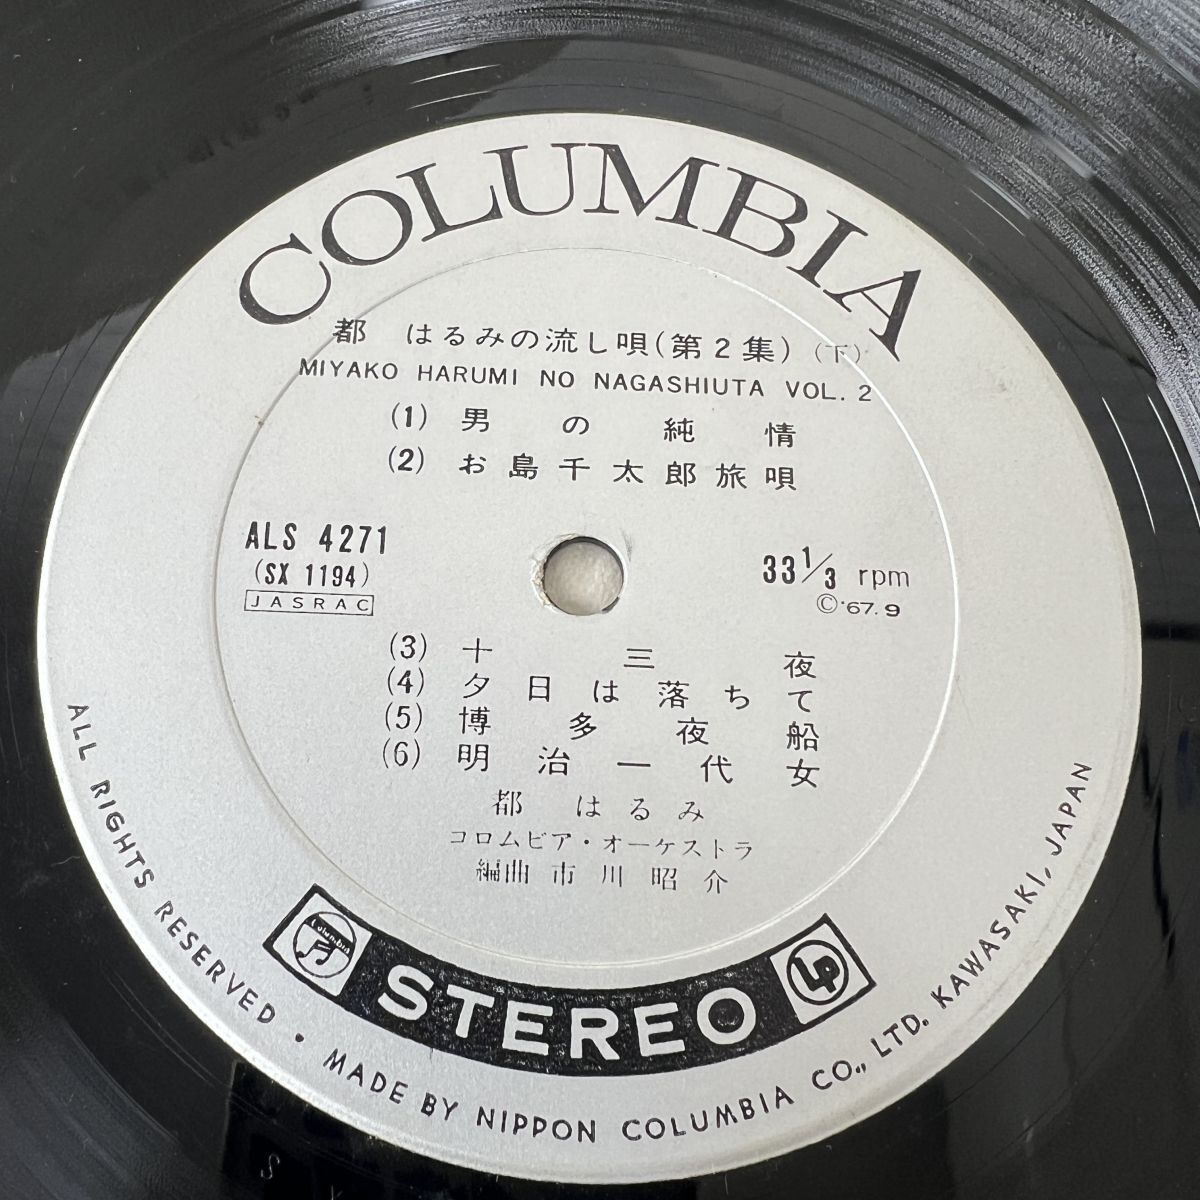 COLUMBIA
都 はるみの流し唄(第2集)(下)
MIYAKO HARUMI NO NAGASHIUTA VOL. 2
(1) 男の純情
(2) お島千太郎旅唄
ALS 4271
(SX 1194)
JASRAC
33 1/3 rpm
© '67.9
(3) 十三夜
(4) 夕日は落ちて
(5) 博多夜船
(6) 明治一代女
都 はるみ
コロムビア・オーケストラ
編曲 市川昭介
Columbia
STEREO
LP
ALL RIGHTS RESERVED • MADE BY NIPPON COLUMBIA CO., LTD. KAWASAKI, JAPAN
S